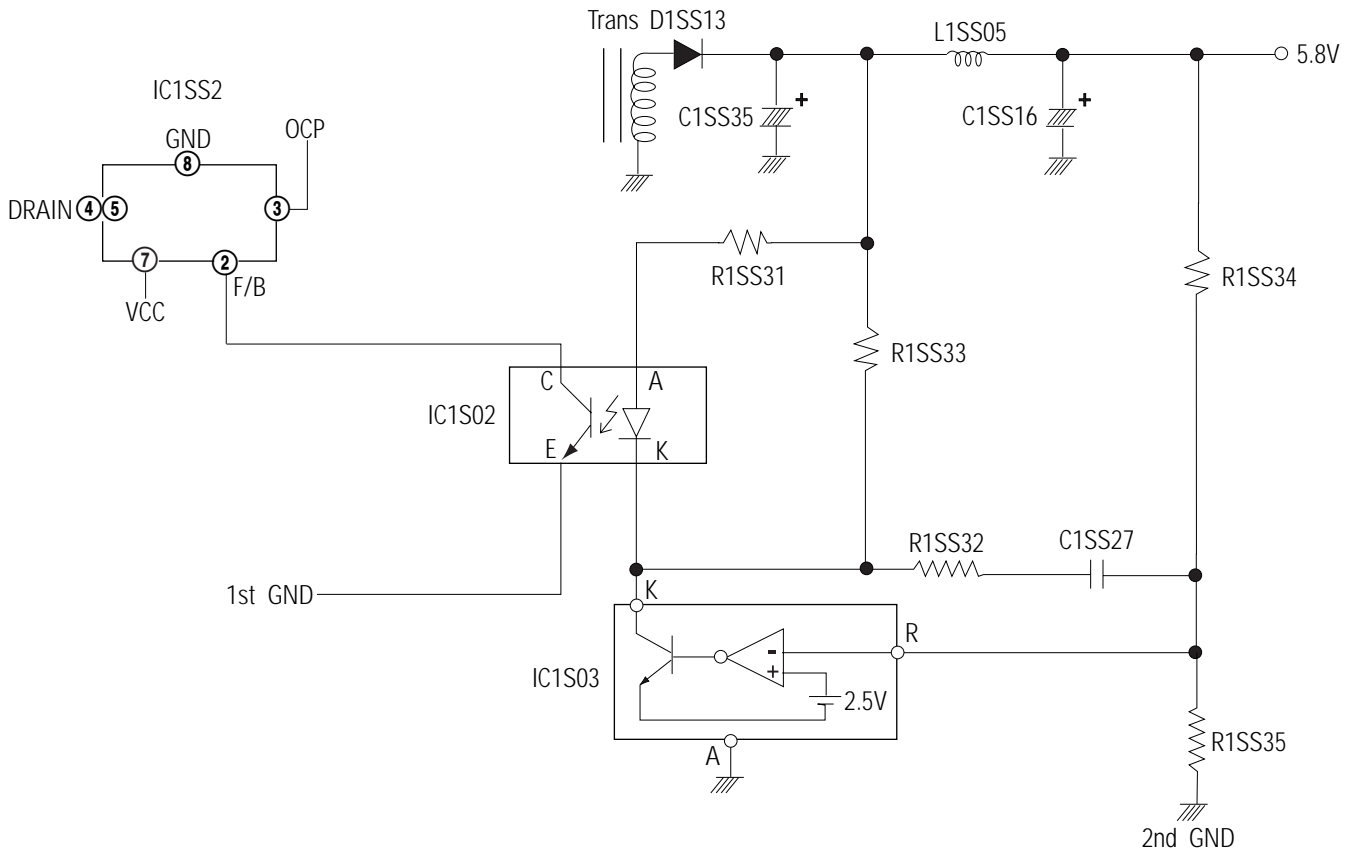 Trans D1SS13
L1SS05
5.8V
IC1SS2
GND
OCP
8
C1SS35
+
C1SS16
+
DRAIN
4
5
3
7
2
F/B
VCC
R1SS31
R1SS34
R1SS33
C
A
IC1S02
E
K
R1SS32
C1SS27
1st GND
K
R
IC1S03
-
+
2.5V
A
R1SS35
2nd GND